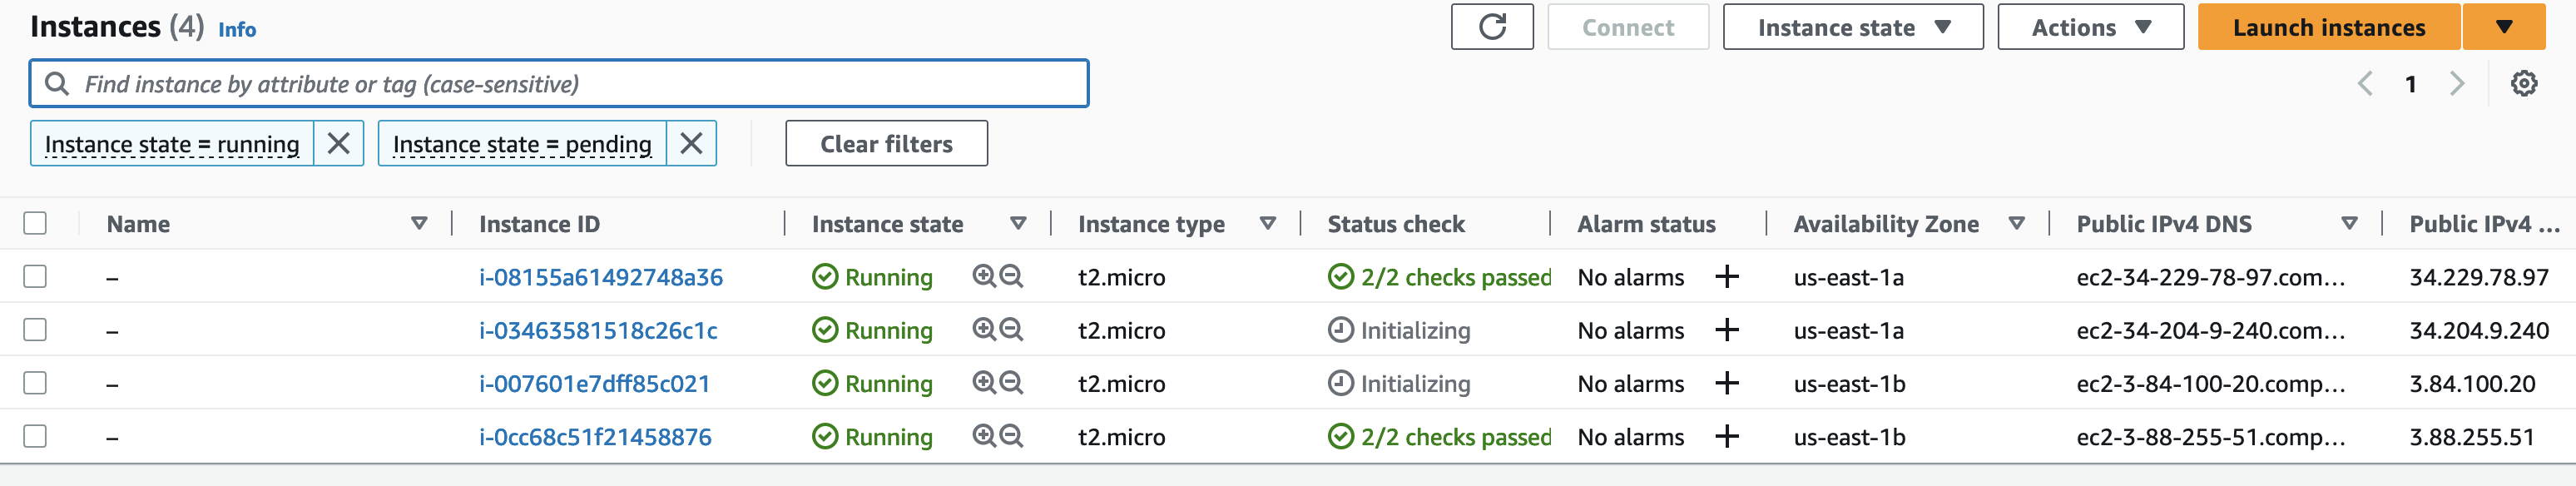 Instances (4) Info
Connect Instance state Actions Launch instances
Find instance by attribute or tag (case-sensitive)
1
Instance state = running Instance state = pending Clear filters
Name Instance ID Instance state Instance type Status check Alarm status Availability Zone Public IPv4 DNS Public IPv4 ...
– i-08155a61492748a36 Running t2.micro 2/2 checks passed No alarms + us-east-1a ec2-34-229-78-97.com... 34.229.78.97
– i-03463581518c26c1c Running t2.micro Initializing No alarms + us-east-1a ec2-34-204-9-240.com... 34.204.9.240
– i-007601e7dff85c021 Running t2.micro Initializing No alarms + us-east-1b ec2-3-84-100-20.comp... 3.84.100.20
– i-0cc68c51f21458876 Running t2.micro 2/2 checks passed No alarms + us-east-1b ec2-3-88-255-51.comp... 3.88.255.51